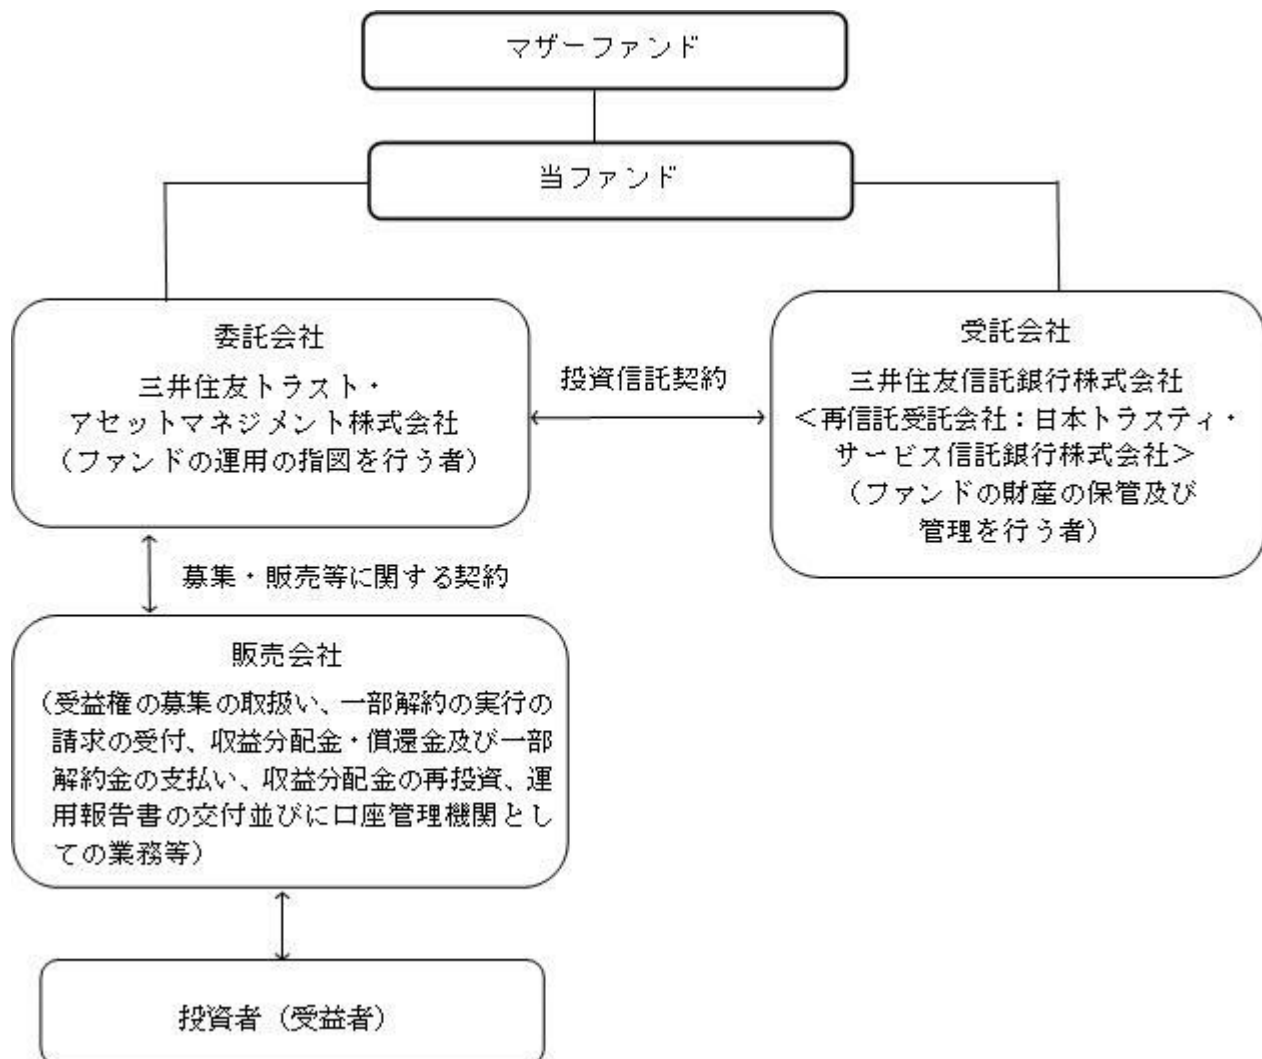 マザーファンド
当ファンド
委託会社
三井住友トラスト・
アセットマネジメント株式会社
（ファンドの運用の指図を行う者）
投資信託契約
受託会社
三井住友信託銀行株式会社
＜再信託受託会社：日本トラスティ・
サービス信託銀行株式会社＞
（ファンドの財産の保管及び
管理を行う者）
募集・販売等に関する契約
販売会社
（受益権の募集の取扱い、一部解約の実行の
請求の受付、収益分配金・償還金及び一部
解約金の支払い、収益分配金の再投資、運
用報告書の交付並びに口座管理機関とし
ての業務等）
投資者（受益者）